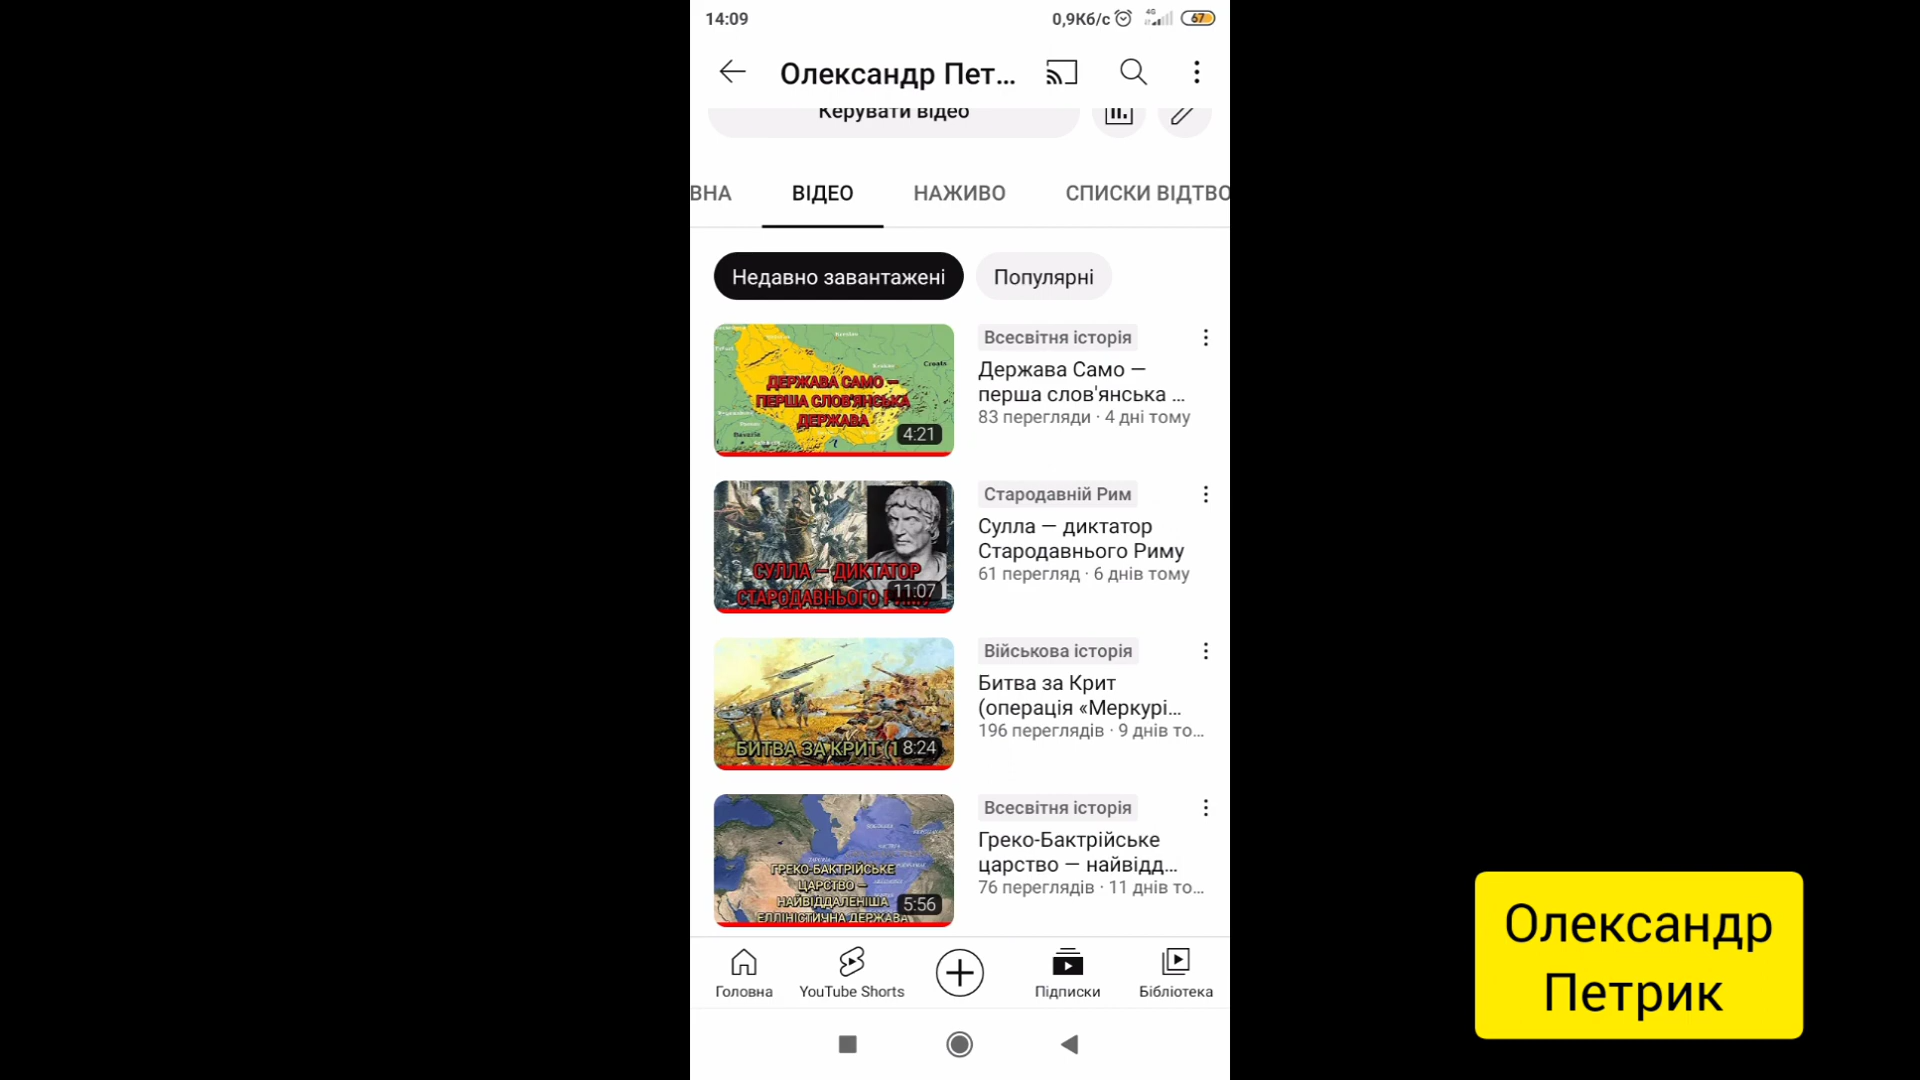 14:09
0,9Кб/с
4G
67
Олександр Пет...
Керувати відео
ВНА
ВІДЕО
НАЖИВО
СПИСКИ ВІДТВО
Недавно завантажені
Популярні
ДЕРЖАВА САМО —
ПЕРША СЛОВ'ЯНСЬКА
ДЕРЖАВА
4:21
Всесвітня історія
Держава Само —
перша слов'янська ...
83 перегляди · 4 дні тому
СУЛЛА — ДИКТАТОР
СТАРОДАВНЬОГО
11:07
Стародавній Рим
Сулла — диктатор
Стародавнього Риму
61 перегляд · 6 днів тому
БИТВА ЗА КРИТ (1
8:24
Військова історія
Битва за Крит
(операція «Меркурі...
196 переглядів · 9 днів то...
ГРЕКО-БАКТРІЙСЬКЕ
ЦАРСТВО —
НАЙВІДДАЛЕНІША
ЕЛЛІНІСТИЧНА ДЕРЖАВА
5:56
Всесвітня історія
Греко-Бактрійське
царство — найвідд...
76 переглядів · 11 днів то...
Головна
YouTube Shorts
Підписки
Бібліотека
Олександр
Петрик